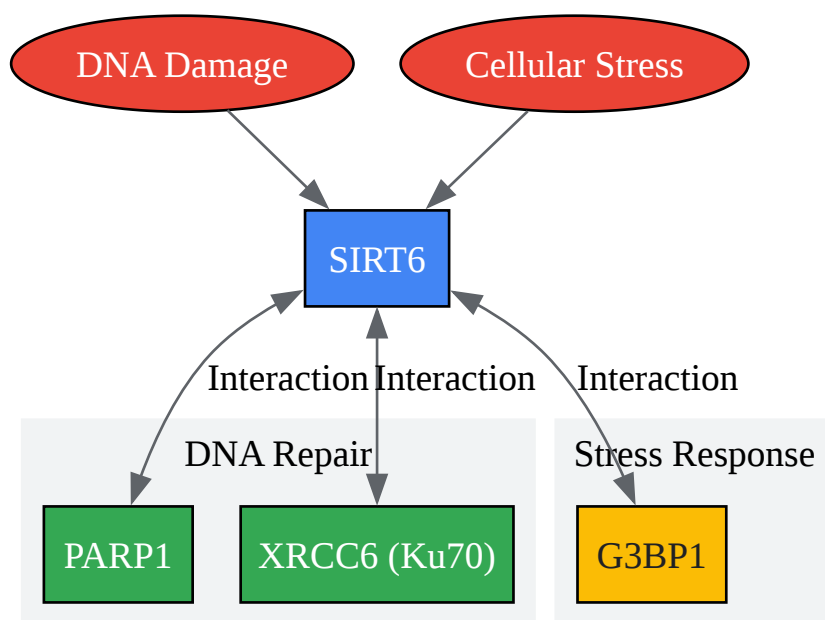 DNA Damage
Cellular Stress
SIRT6
Interaction
Interaction
Interaction
DNA Repair
Stress Response
PARP1
XRCC6 (Ku70)
G3BP1